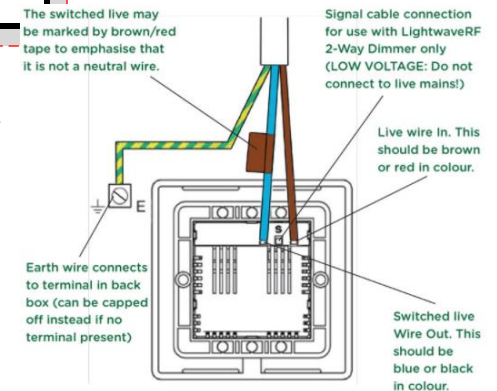 The switched live may
be marked by brown/red
tape to emphasise that
it is not a neutral wire.
Signal cable connection
for use with LightwaveRF
2-Way Dimmer only
(LOW VOLTAGE: Do not
connect to live mains!)
Live wire In. This
should be brown
or red in colour.
E
S
Earth wire connects
to terminal in back
box (can be capped
off instead if no
terminal present)
Switched live
Wire Out. This
should be
blue or black
in colour.